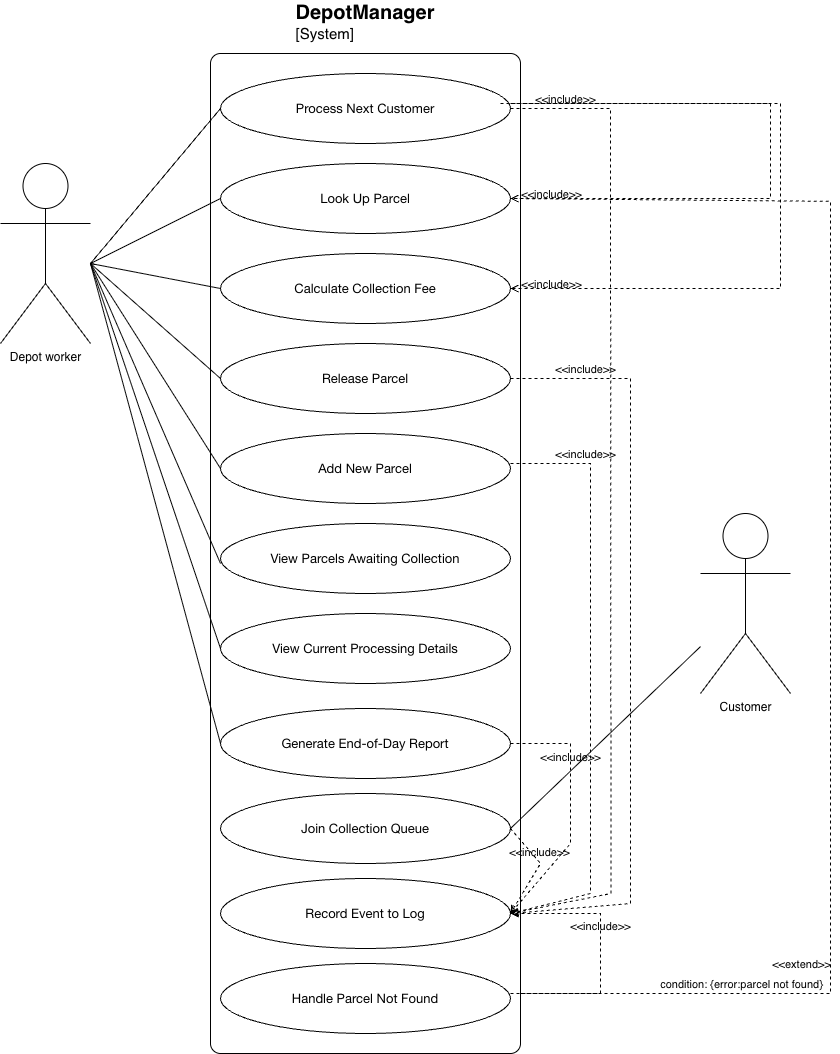 DepotManager
[System]
Process Next Customer
<<include>>
Look Up Parcel
<<include>>
Calculate Collection Fee
<<include>>
Depot worker
Release Parcel
<<include>>
Add New Parcel
<<include>>
View Parcels Awaiting Collection
View Current Processing Details
Customer
Generate End-of-Day Report
<<include>>
Join Collection Queue
<<include>>
Record Event to Log
<<include>>
<<extend>>
condition: {error:parcel not found}
Handle Parcel Not Found